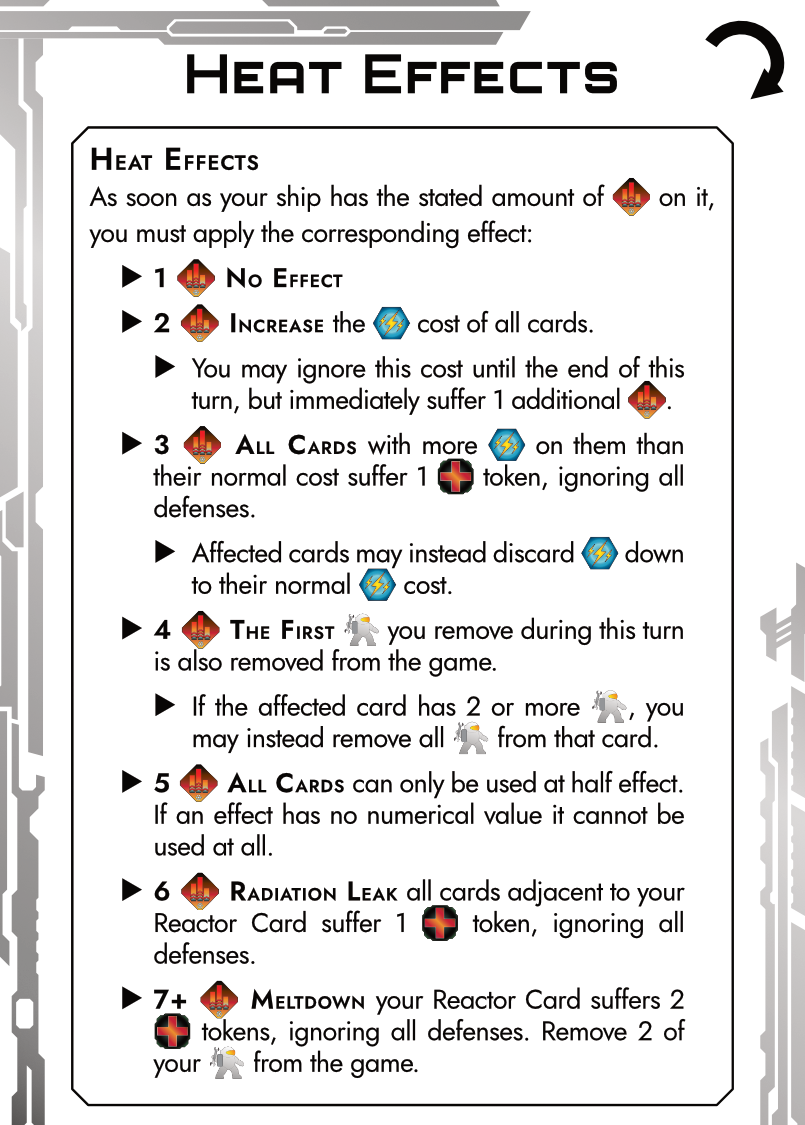 Heat Effects
Heat Effects
As soon as your ship has the stated amount of on it,
you must apply the corresponding effect:
1 No Effect
2 Increase the cost of all cards.
You may ignore this cost until the end of this
turn, but immediately suffer 1 additional .
3 All Cards with more on them than
their normal cost suffer 1 token, ignoring all
defenses.
Affected cards may instead discard down
to their normal cost.
4 The First you remove during this turn
is also removed from the game.
If the affected card has 2 or more , you
may instead remove all from that card.
5 All Cards can only be used at half effect.
If an effect has no numerical value it cannot be
used at all.
6 Radiation Leak all cards adjacent to your
Reactor Card suffer 1 token, ignoring all
defenses.
7+ Meltdown your Reactor Card suffers 2
tokens, ignoring all defenses. Remove 2 of
your from the game.